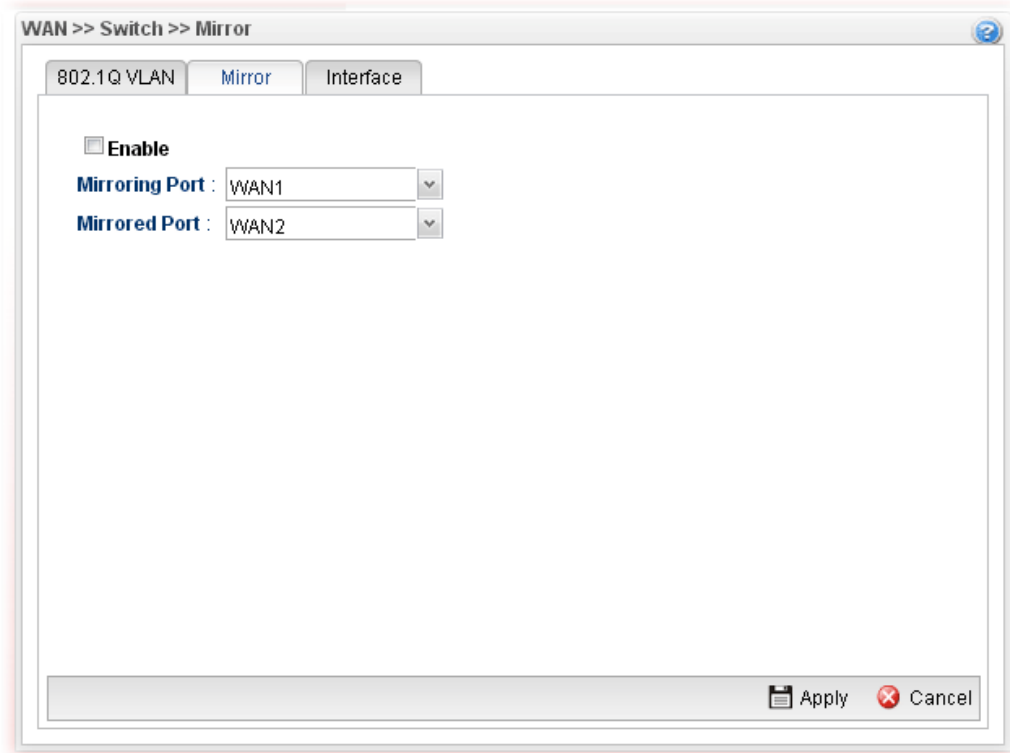 WAN >> Switch >> Mirror
802.1Q VLAN Mirror Interface
Enable
Mirroring Port : WAN1
Mirrored Port : WAN2
Apply Cancel